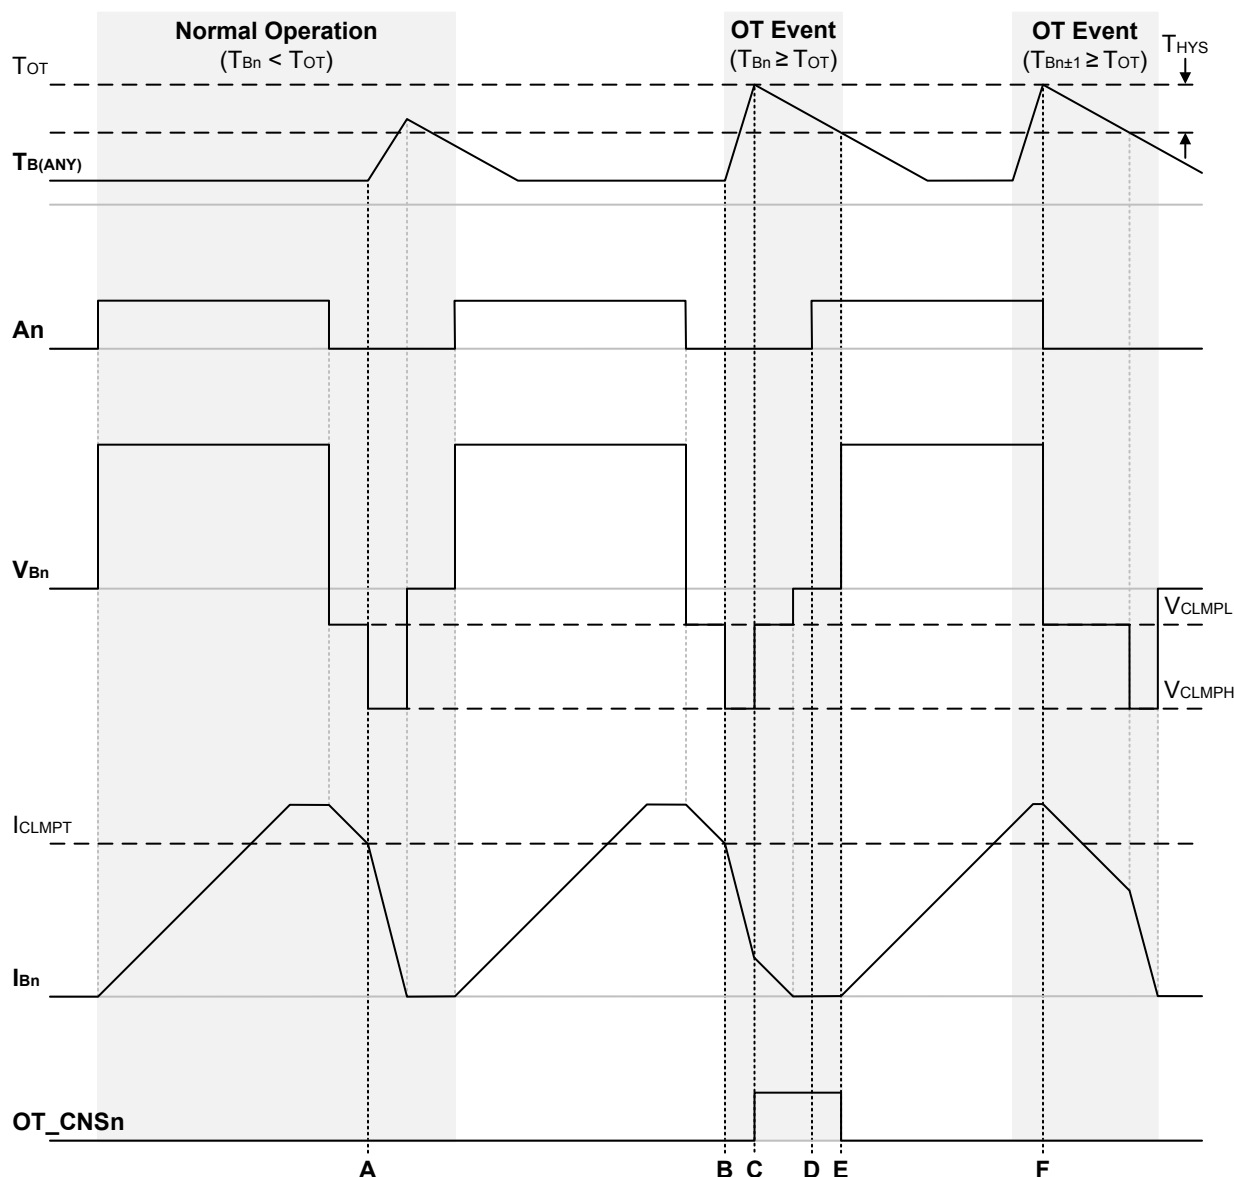 Normal Operation
(TBn < TOT)
OT Event
(TBn ≥ TOT)
OT Event
(TBn±1 ≥ TOT)
THYS
TOT
TB(ANY)
An
VBn
VCLMPL
VCLMPH
ICLMPT
IBn
OT_CNSn
A B C D E F